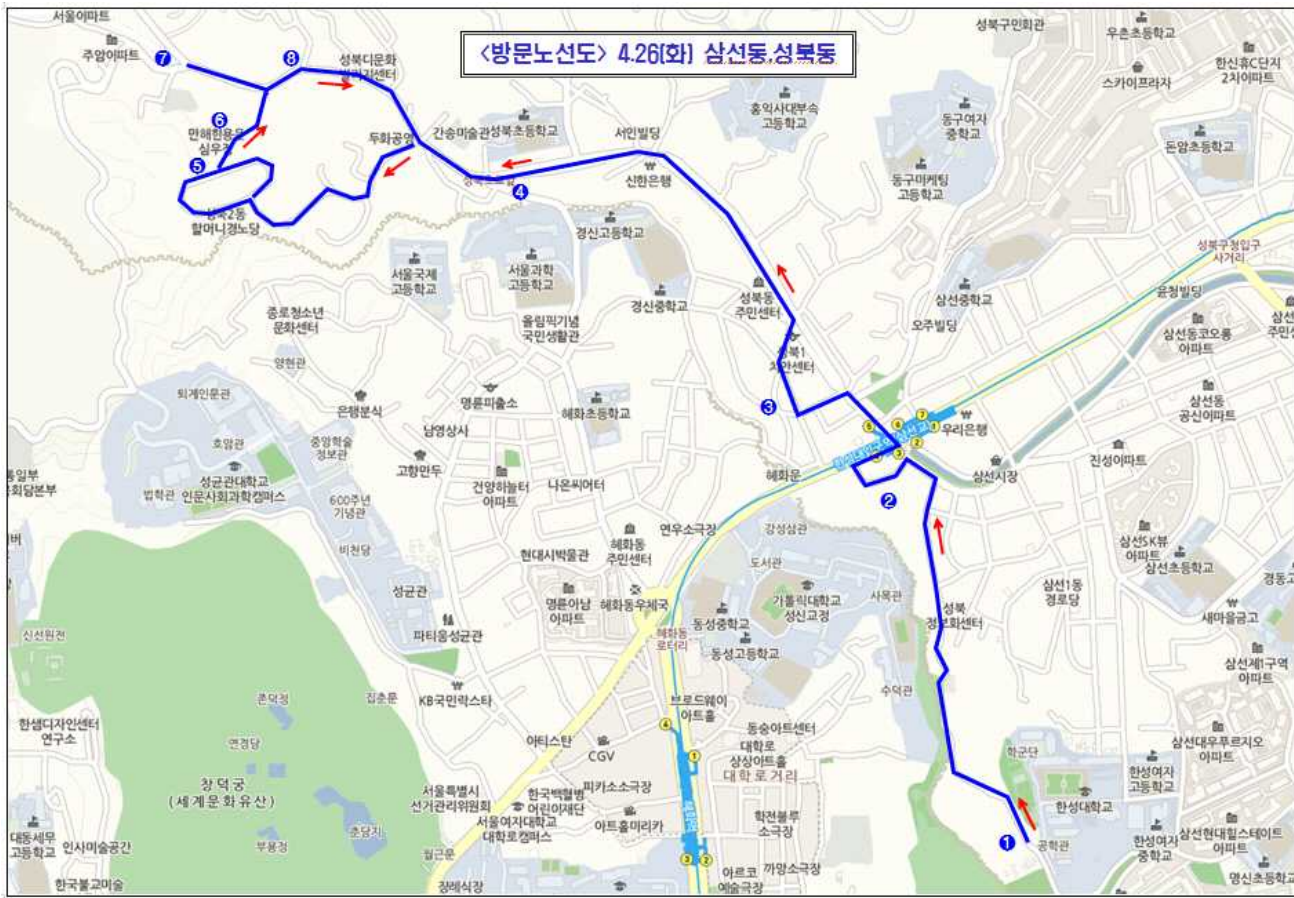 <방문노선도> 4.26(화) 삼선동,성북동
서울이파트
주암이파트
성북구민회관
우촌초등학교
스카이프라자
한신휴C단지
2차이파트
⑦
⑧
성북디문화
홍익사대부속
고등학교
동구여자
중학교
돈암초등학교
⑥
만해한용운
심우장
두화공영
간송미술관
성북초등학교
서인빌딩
신한은행
동구마케팅
고등학교
⑤
④
성북2동
할머니경노당
경신고등학교
성북구청입구
사거리
서울국제
고등학교
서울과학
고등학교
경신중학교
성북동
주민센터
삼선중학교
윤청빌딩
종로청소년
문화센터
올림픽기념
국민생활관
오주빌딩
삼선동코오롱
아파트
양현관
성북1
치안센터
퇴계인문관
은행분식
명륜파출소
혜화초등학교
③
삼선동
공신이파트
호암관
중앙학술
정보관
남영상사
우리은행
고향만두
성균관대학교
인문사회과학캠퍼스
법학관
건양하늘터
아파트
나온씨어터
혜화문
②
삼선시장
진성이파트
600주년
기념관
비천당
연우소극장
강성삼관
현대시박물관
혜화동
주민센터
도서관
삼선SK뷰
아파트
삼선초등학교
성균관
명륜아남
아파트
혜화동우체국
가톨릭대학교
성신교정
사목관
삼선1동
경로당
동성중학교
성북
정보화센터
새마을금고
신선원전
파티움성균관
혜화동
로터리
동성고등학교
삼선제1구역
아파트
존덕정
집춘문
KB국민락스타
브로드웨이
아트홀
수덕관
한샘디자인센터
연구소
연경당
아티스탄
동숭아트센터
삼선대우푸르지오
아파트
CGV
대학로
상상아트홀
학군단
대학로거리
한성여자
고등학교
창덕궁
(세계문화유산)
피카소소극장
서울특별시
선거관리위원회
한국백혈병
어린이재단
한성대학교
아트홀미리카
학전블루
소극장
춘당지
서울여자대학교
대학로캠퍼스
대동세무
고등학교
인사미술공간
부용정
①
공학관
한성여자
중학교
삼선현대힐스테이트
아파트
월근문
까망소극장
한국불교미술
장례식장
아르코
예술극장
명신초등학교